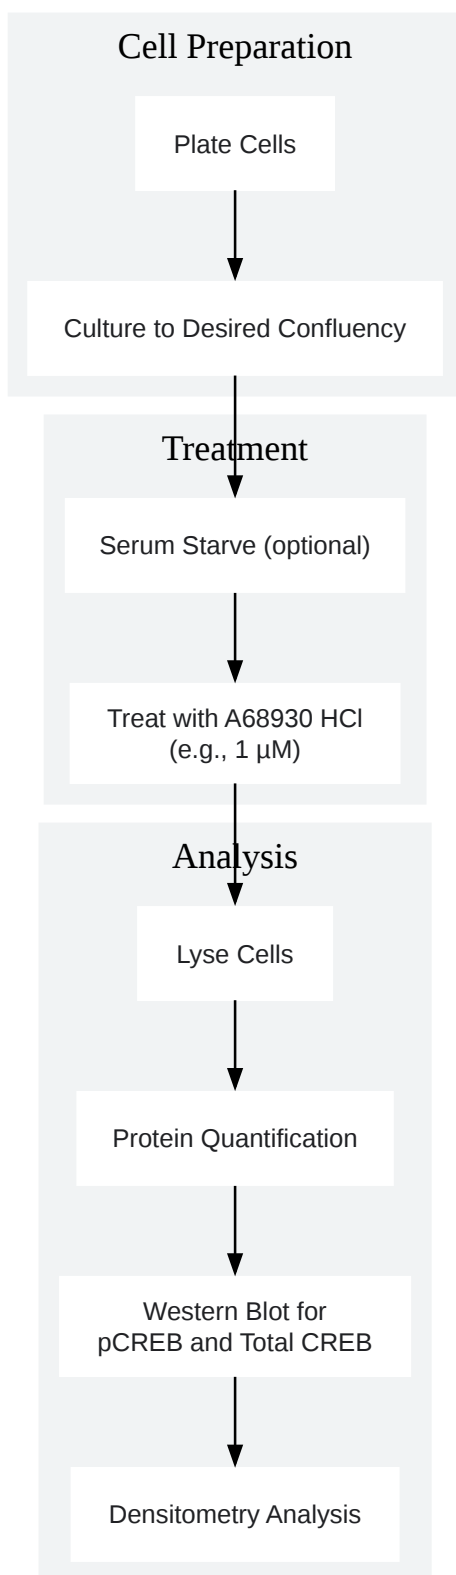 Cell Preparation
Plate Cells
Culture to Desired Confluency
Treatment
Serum Starve (optional)
Treat with A68930 HCl
(e.g., 1 µM)
Analysis
Lyse Cells
Protein Quantification
Western Blot for
pCREB and Total CREB
Densitometry Analysis